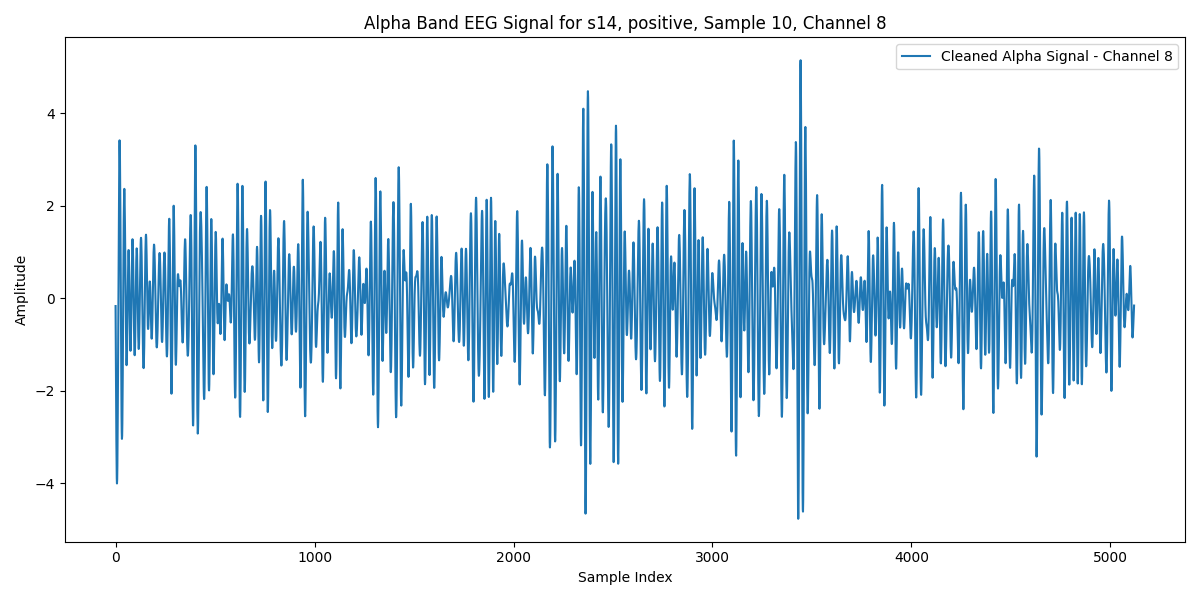 Alpha Band EEG Signal for s14, positive, Sample 10, Channel 8
Cleaned Alpha Signal - Channel 8
Amplitude
4
2
0
−2
−4
0 1000 2000 3000 4000 5000
Sample Index